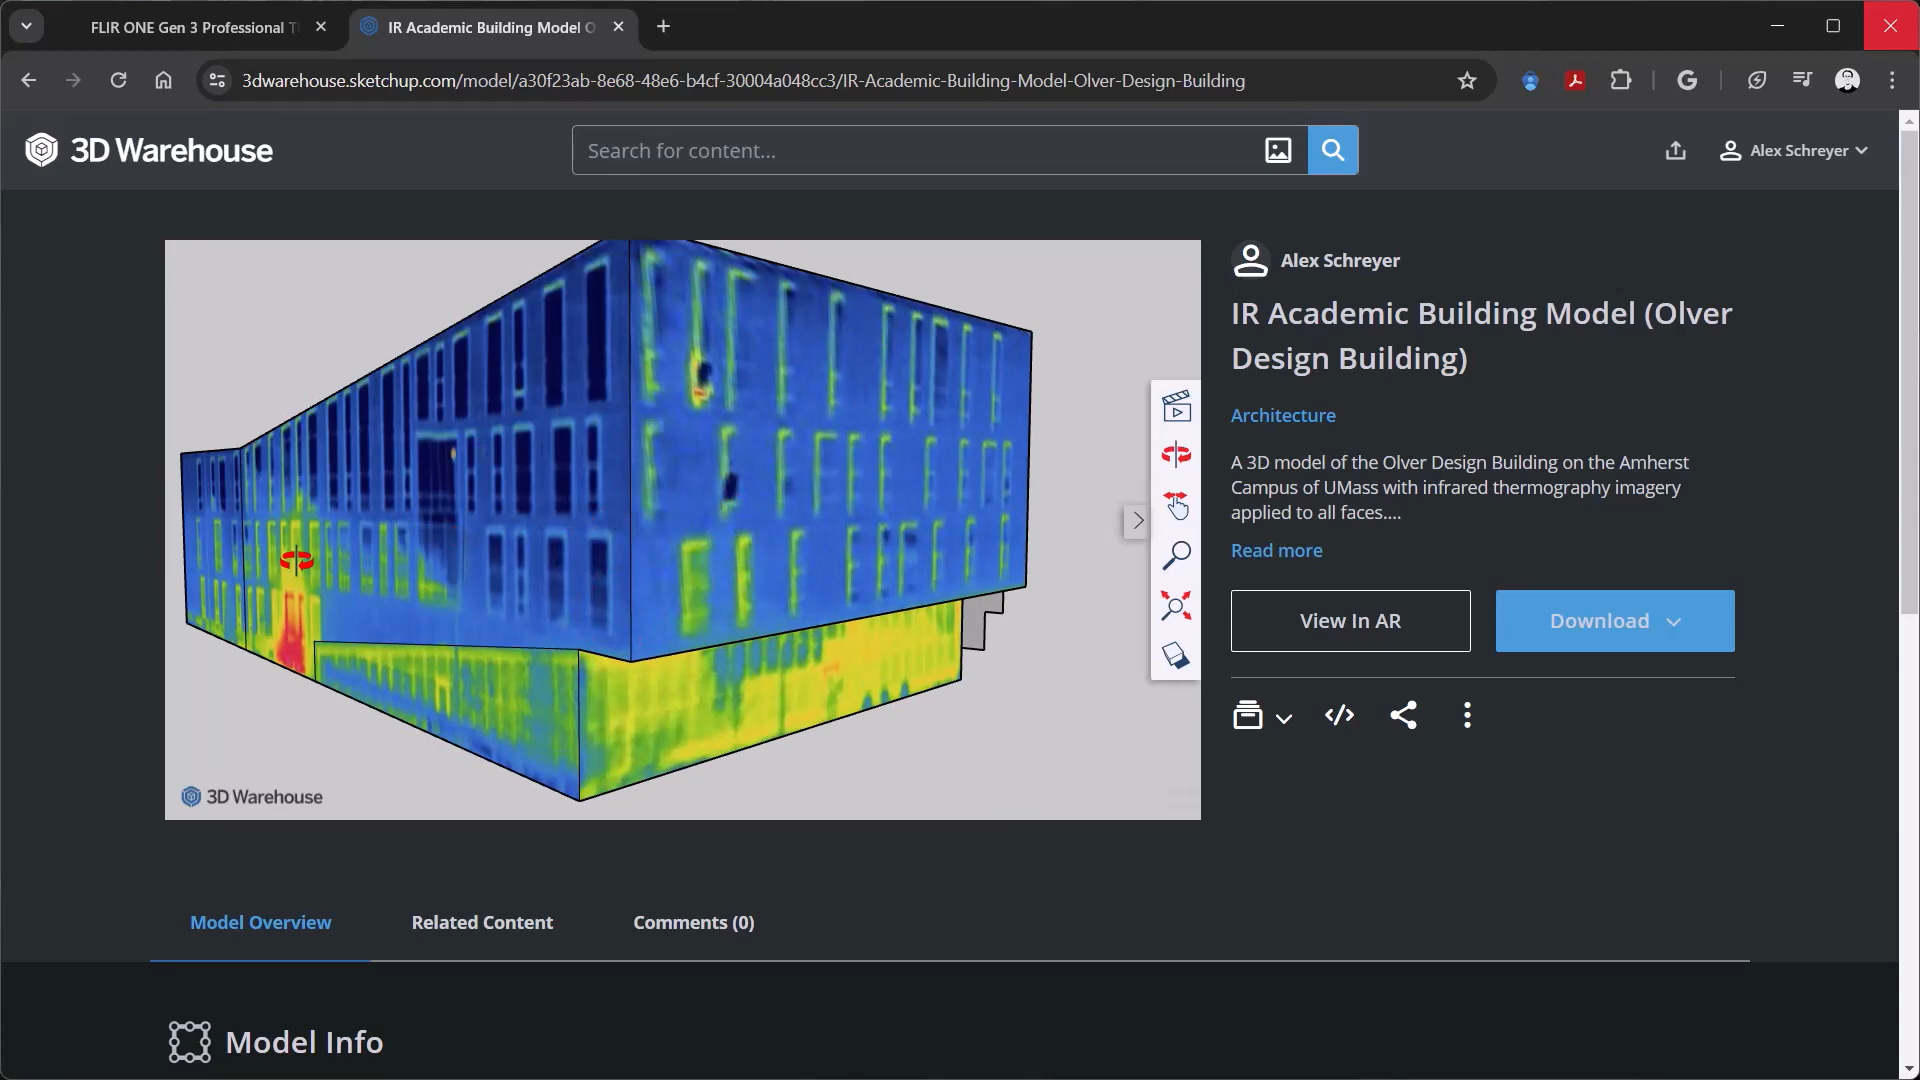 FLIR ONE Gen 3 Professional
IR Academic Building Model
3dwarehouse.sketchup.com/model/a30f23ab-8e68-48e6-b4cf-30004a048cc3/IR-Academic-Building-Model-Olver-Design-Building
3D Warehouse
Search for content...
Alex Schreyer
Alex Schreyer
IR Academic Building Model (Olver
Design Building)
Architecture
A 3D model of the Olver Design Building on the Amherst
Campus of UMass with infrared thermography imagery
applied to all faces....
Read more
View In AR
Download
3D Warehouse
Model Overview
Related Content
Comments (0)
Model Info